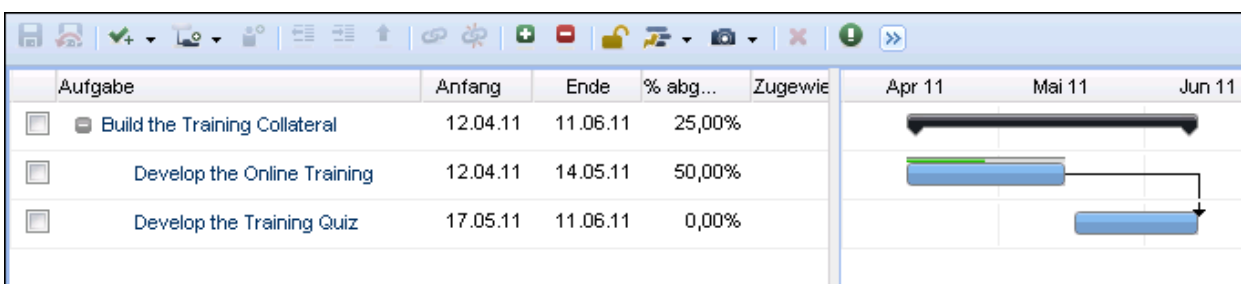 Aufgabe Anfang Ende % abg... Zugewie Apr 11 Mai 11 Jun 11
Build the Training Collateral 12.04.11 11.06.11 25,00%
Develop the Online Training 12.04.11 14.05.11 50,00%
Develop the Training Quiz 17.05.11 11.06.11 0,00%